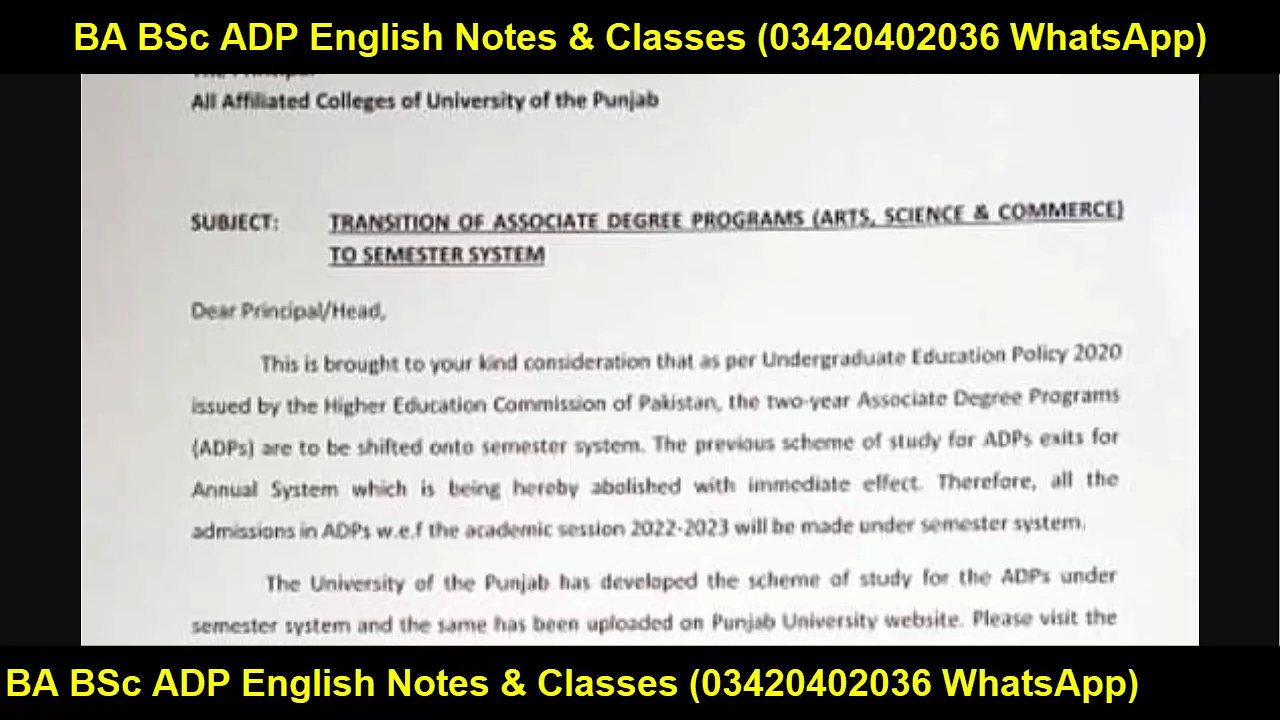 BA BSc ADP English Notes & Classes (03420402036 WhatsApp)
All Affiliated Colleges of University of the Punjab
SUBJECT: TRANSITION OF ASSOCIATE DEGREE PROGRAMS (ARTS, SCIENCE & COMMERCE)
TO SEMESTER SYSTEM
Dear Principal/Head,
This is brought to your kind consideration that as per Undergraduate Education Policy 2020
issued by the Higher Education Commission of Pakistan, the two-year Associate Degree Programs
(ADPs) are to be shifted onto semester system. The previous scheme of study for ADPs exits for
Annual System which is being hereby abolished with immediate effect. Therefore, all the
admissions in ADPs w.e.f the academic session 2022-2023 will be made under semester system.
The University of the Punjab has developed the scheme of study for the ADPs under
semester system and the same has been uploaded on Punjab University website. Please visit the
BA BSc ADP English Notes & Classes (03420402036 WhatsApp)